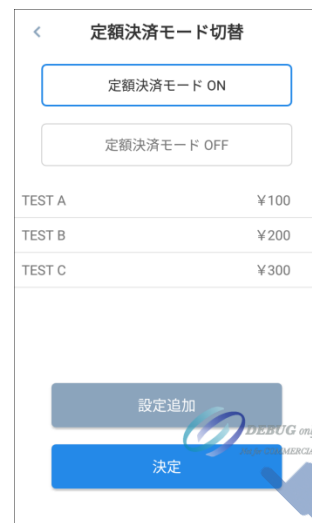 定額決済モード切替
定額決済モード ON
定額決済モード OFF
TEST A ¥100
TEST B ¥200
TEST C ¥300
設定追加
DEBUG
決定